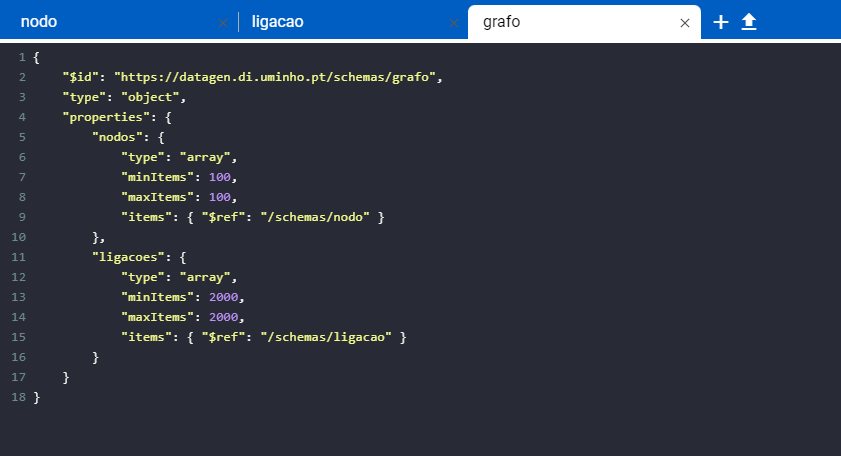 nodo
ligacao
grafo
1 {
2     "$id": "https://datagen.di.uminho.pt/schemas/grafo",
3     "type": "object",
4     "properties": {
5         "nodos": {
6             "type": "array",
7             "minItems": 100,
8             "maxItems": 100,
9             "items": { "$ref": "/schemas/nodo" }
10         },
11         "ligacoes": {
12             "type": "array",
13             "minItems": 2000,
14             "maxItems": 2000,
15             "items": { "$ref": "/schemas/ligacao" }
16         }
17     }
18 }